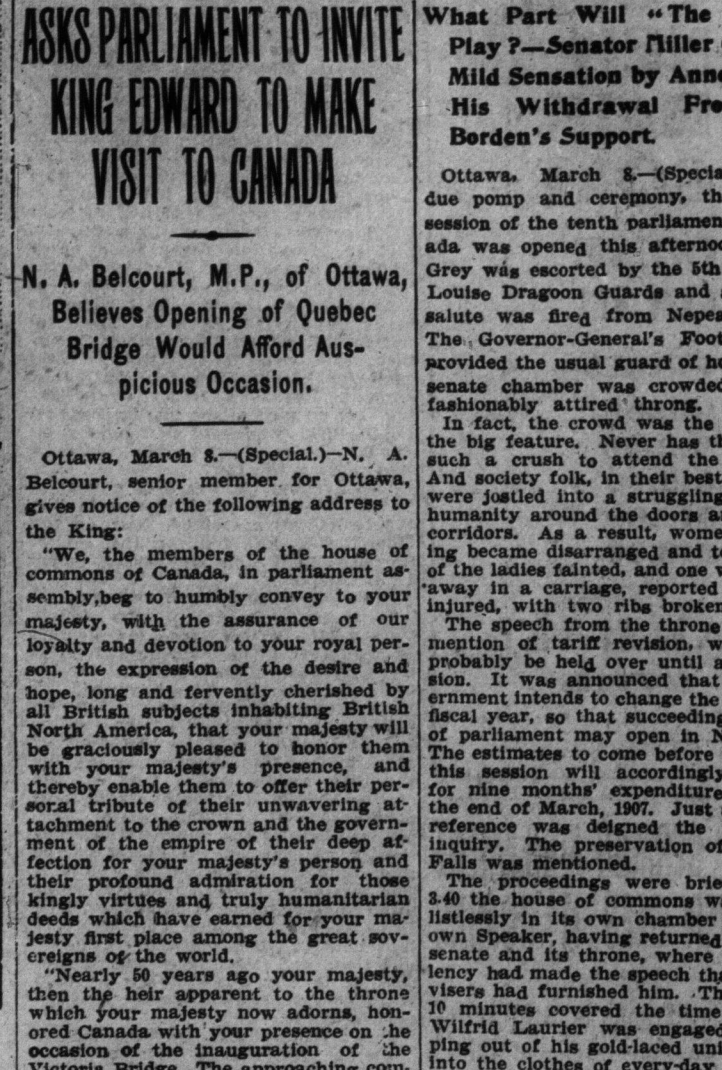 ASKS PARLIAMENT TO INVITE
KING EDWARD TO MAKE
VISIT TO CANADA
N. A. Belcourt, M.P., of Ottawa,
Believes Opening of Quebec
Bridge Would Afford Aus-
picious Occasion.
Ottawa, March 8.—(Special.)—N. A.
Belcourt, senior member for Ottawa,
gives notice of the following address to
the King:
"We, the members of the house of
commons of Canada, in parliament as-
sembly,beg to humbly convey to your
majesty, with the assurance of our
loyalty and devotion to your royal per-
son, the expression of the desire and
hope, long and fervently cherished by
all British subjects inhabiting British
North America, that your majesty will
be graciously pleased to honor them
with your majesty's presence, and
thereby enable them to offer their per-
soral tribute of their unwavering at-
tachment to the crown and the govern-
ment of the empire of their deep af-
fection for your majesty's person and
their profound admiration for those
kingly virtues and truly humanitarian
deeds which have earned for your ma-
jesty first place among the great sov-
ereigns of the world.
"Nearly 50 years ago your majesty,
then the heir apparent to the throne
which your majesty now adorns, hon-
ored Canada with your presence on the
occasion of the inauguration of the
Victoria Bridge. The approaching com-
What Part Will "The
Play?—Senator Miller
Mild Sensation by Ann
His Withdrawal Fr
Borden's Support.
Ottawa, March 8.—(Specia
due pomp and ceremony, th
session of the tenth parliamen
ada was opened this afternoo
Grey was escorted by the 5th
Louise Dragoon Guards and
salute was fired from Nepea
The Governor-General's Foot
provided the usual guard of h
senate chamber was crowded
fashionably attired throng.
In fact, the crowd was the
the big feature. Never has th
such a crush to attend the
And society folk, in their best
were jostled into a struggling
humanity around the doors a
corridors. As a result, wome
ing became disarranged and t
of the ladies fainted, and one w
away in a carriage, reported
injured, with two ribs broken
The speech from the throne
mention of tariff revision, w
probably be held over until a
sion. It was announced that
ernment intends to change the
fiscal year, so that succeeding
of parliament may open in N
The estimates to come before
this session will accordingly
for nine months' expenditure
the end of March, 1907. Just
reference was deigned the
inquiry. The preservation of
Falls was mentioned.
The proceedings were brie
3.40 the house of commons w
listlessly in its own chamber
own Speaker, having returned
senate and its throne, where
lency had made the speech th
visers had furnished him. Th
10 minutes covered the time
Wilfrid Laurier was engaged
ping out of his gold-laced uni
into the clothes of every-day